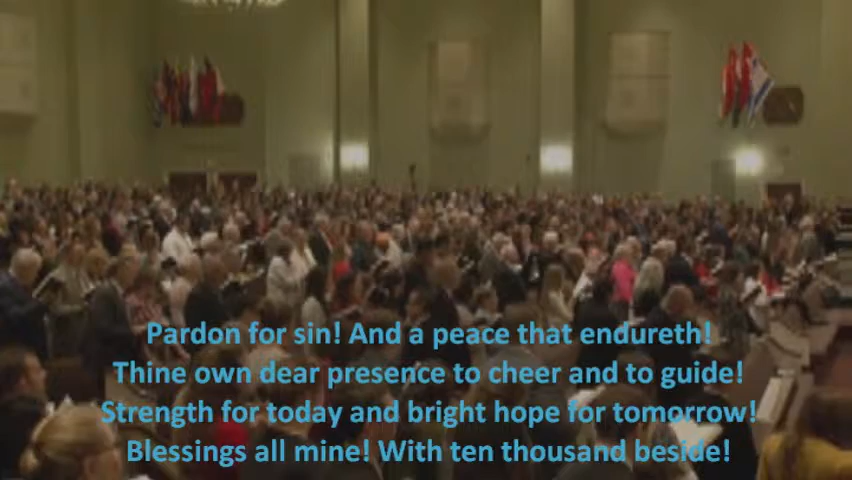 Pardon for sin! And a peace that endureth!
Thine own dear presence to cheer and to guide!
Strength for today and bright hope for tomorrow!
Blessings all mine! With ten thousand beside!